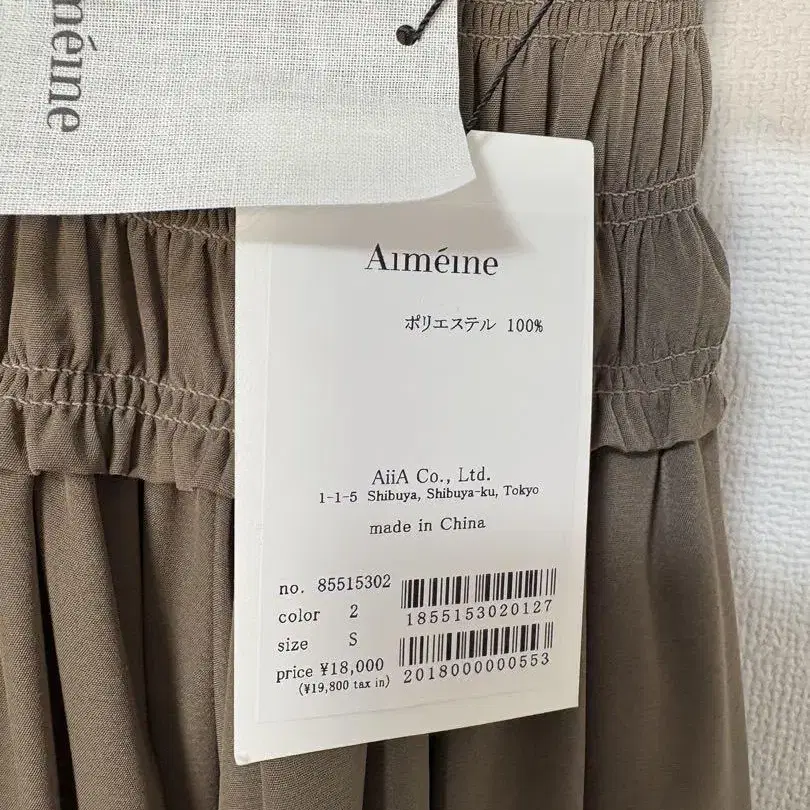 méine
Aıméıne
ポリエステル 100%
AiiA Co., Ltd.
1-1-5 Shibuya, Shibuya-ku, Tokyo
made in China
no. 85515302
1855153020127
color 2
size S
2018000000553
price ¥18,000
(¥19,800 tax in)